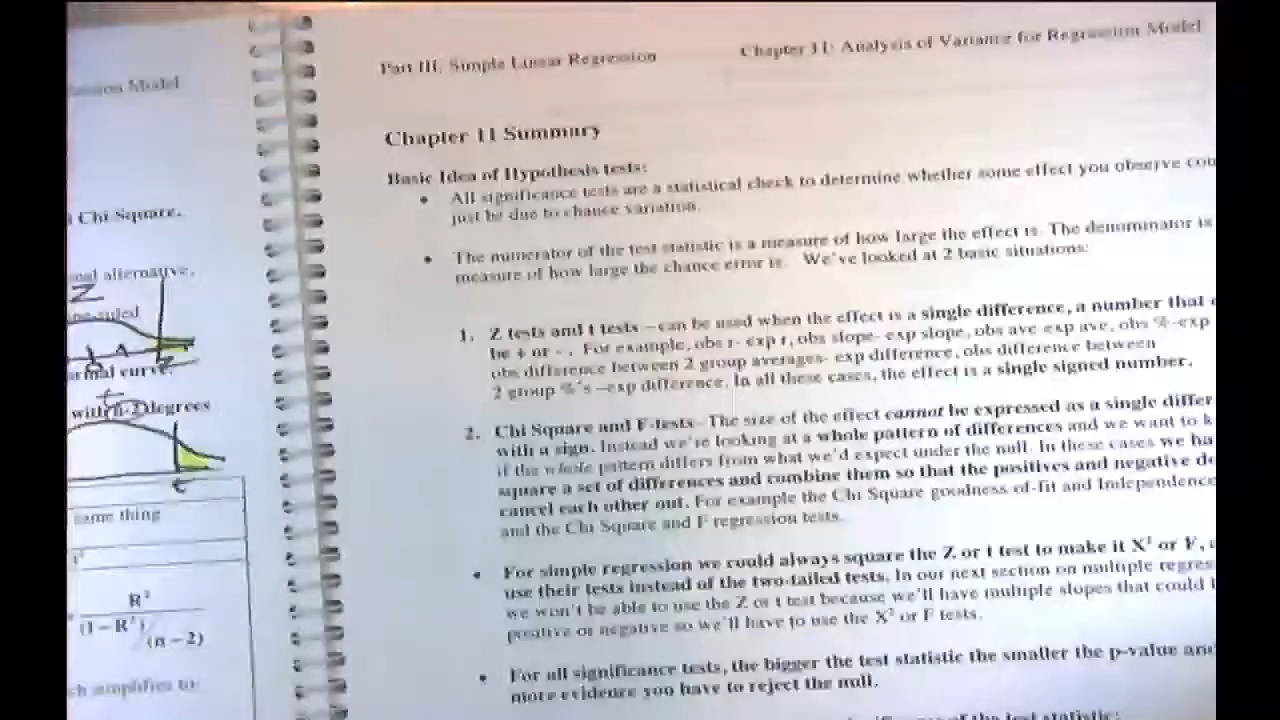 Model
Chi Square.
alternative,
Z
curve.
t
with n-2 degrees
t
same thing
r²
R²
(1 – R²)
(n – 2)
simplifies to:
Part III, Simple Linear Regression
Chapter 11: Analysis of Variance for Regression Model
Chapter 11 Summary
Basic Idea of Hypothesis tests:
• All significance tests are a statistical check to determine whether some effect you observe
just be due to chance variation.
• The numerator of the test statistic is a measure of how large the effect is. The denominator is
measure of how large the chance error is. We've looked at 2 basic situations:
1. Z tests and t tests –can be used when the effect is a single difference, a number that
be + or - . For example, obs r- exp r, obs slope- exp slope, obs ave-exp ave, obs %-exp
obs difference between 2 group averages- exp difference, obs difference between
2 group %'s –exp difference. In all these cases, the effect is a single signed number.
2. Chi Square and F-tests- The size of the effect cannot be expressed as a single
with a sign. Instead we're looking at a whole pattern of differences and we want to
if the whole pattern differs from what we'd expect under the null. In these cases we
square a set of differences and combine them so that the positives and negative
cancel each other out. For example the Chi Square goodness-of-fit and Independence
and the Chi Square and F regression tests.
• For simple regression we could always square the Z or t test to make it X² or F,
use their tests instead of the two-tailed tests. In our next section on multiple
we won't be able to use the Z or t test because we'll have multiple slopes that could
positive or negative so we'll have to use the X² or F tests.
• For all significance tests, the bigger the test statistic the smaller the p-value and
more evidence you have to reject the null.
of the test statistic: